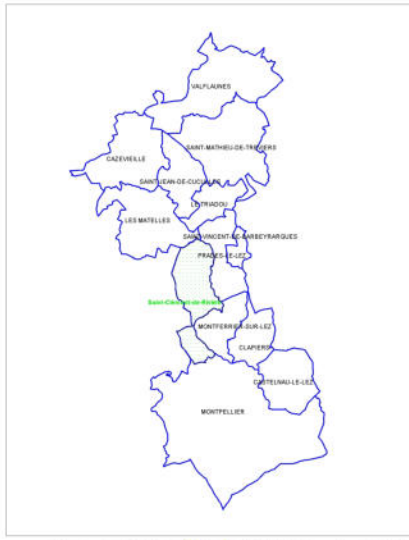 VALFLAUNES
SAINT-MATHIEU-DE-TREVIERS
CAZEVIEILLE
SAINT-JEAN-DE-CUCULLES
LE TRIADOU
LES MATELLES
SAINT-VINCENT-DE-BARBEYRARGUES
PRADES-LE-LEZ
Saint-Clément-de-Rivière
MONTFERRIER-SUR-LEZ
CLAPIERS
CASTELNAU-LE-LEZ
MONTPELLIER